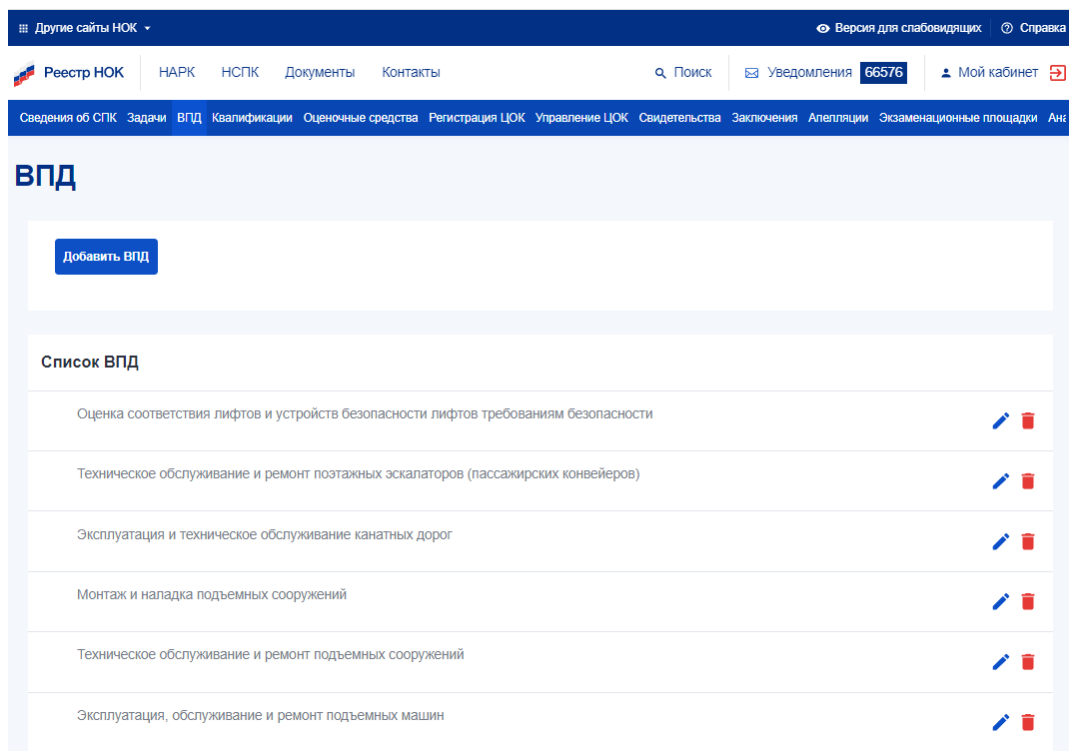 Другие сайты НОК
Версия для слабовидящих
Справка
Реестр НОК
НАРК
НСПК
Документы
Контакты
Поиск
Уведомления 66576
Мой кабинет
Сведения об СПК Задачи ВПД Квалификации Оценочные средства Регистрация ЦОК Управление ЦОК Свидетельства Заключения Апелляции Экзаменационные площадки Ана
ВПД
Добавить ВПД
Список ВПД
Оценка соответствия лифтов и устройств безопасности лифтов требованиям безопасности
Техническое обслуживание и ремонт поэтажных эскалаторов (пассажирских конвейеров)
Эксплуатация и техническое обслуживание канатных дорог
Монтаж и наладка подъемных сооружений
Техническое обслуживание и ремонт подъемных сооружений
Эксплуатация, обслуживание и ремонт подъемных машин